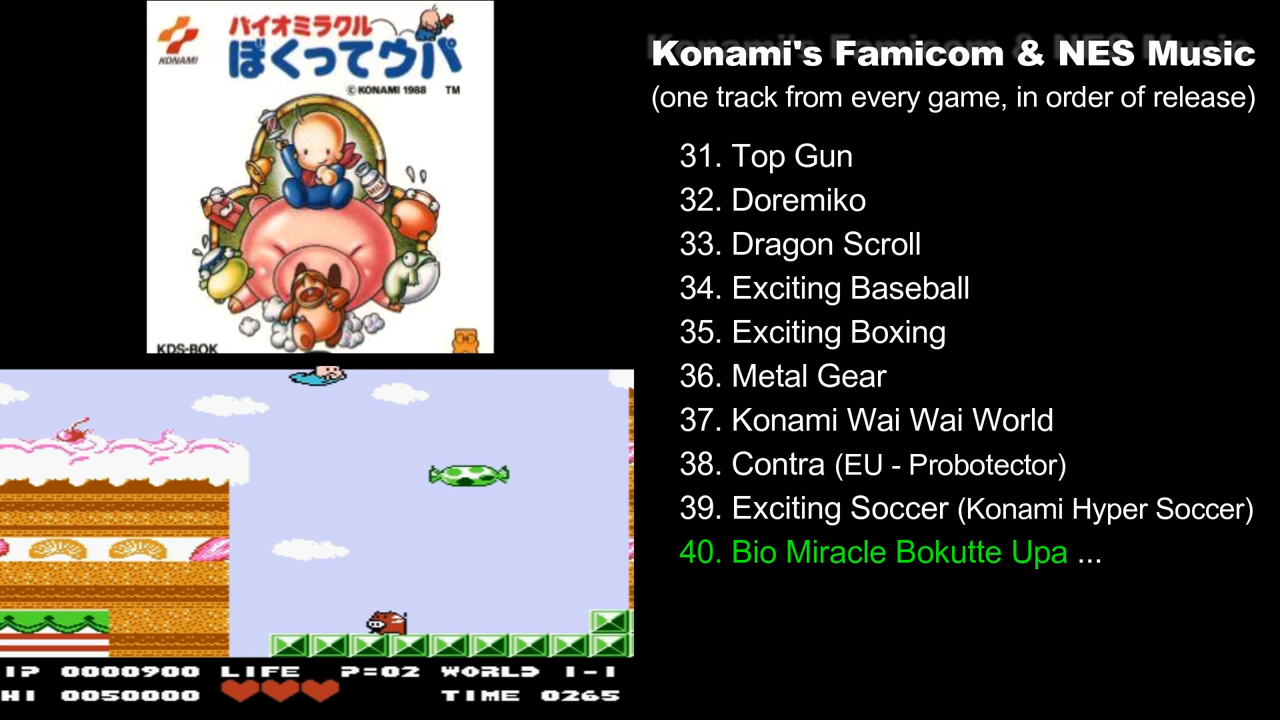 KONAMI
バイオミラクル
ぼくってウパ
© KONAMI 1988 TM
MILK
KDS-BOK
Konami's Famicom & NES Music
(one track from every game, in order of release)
31. Top Gun
32. Doremiko
33. Dragon Scroll
34. Exciting Baseball
35. Exciting Boxing
36. Metal Gear
37. Konami Wai Wai World
38. Contra (EU - Probotector)
39. Exciting Soccer (Konami Hyper Soccer)
40. Bio Miracle Bokutte Upa ...
1P 0000900 LIFE P=02 WORLD 1-1
HI 0050000 TIME 0265